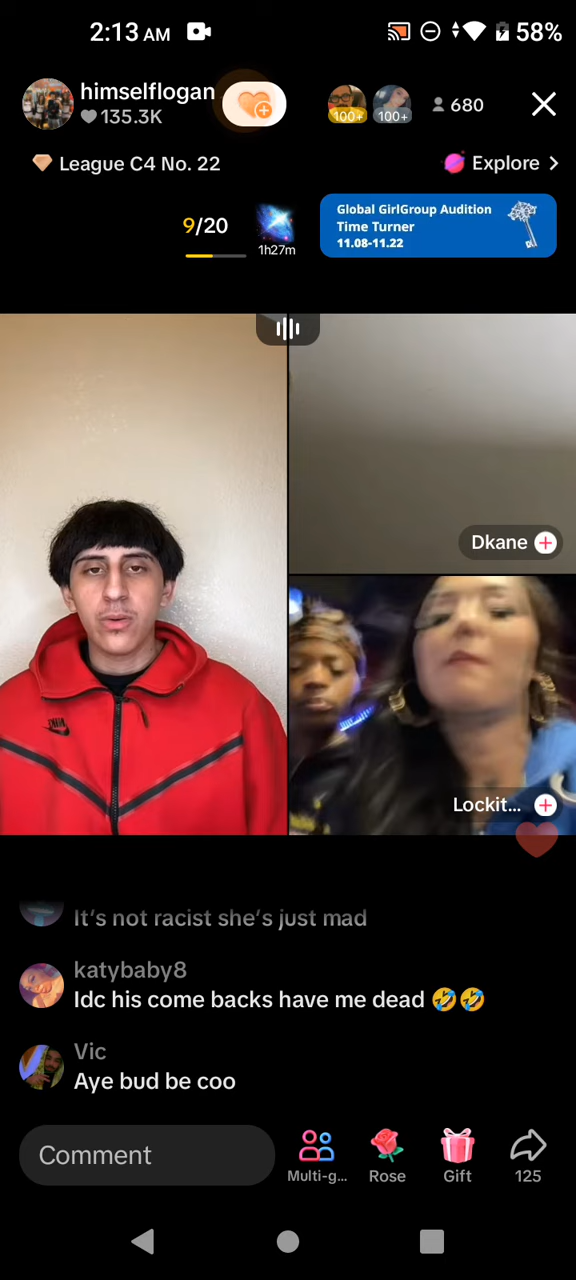 2:13 AM
58%
himselflogan
135.3K
100+
100+
680
League C4 No. 22
Explore
9/20
1h27m
Global GirlGroup Audition
Time Turner
11.08-11.22
Dkane
Lockit...
It's not racist she's just mad
katybaby8
Idc his come backs have me dead 🤣🤣
Vic
Aye bud be coo
Comment
Multi-g...
Rose
Gift
125